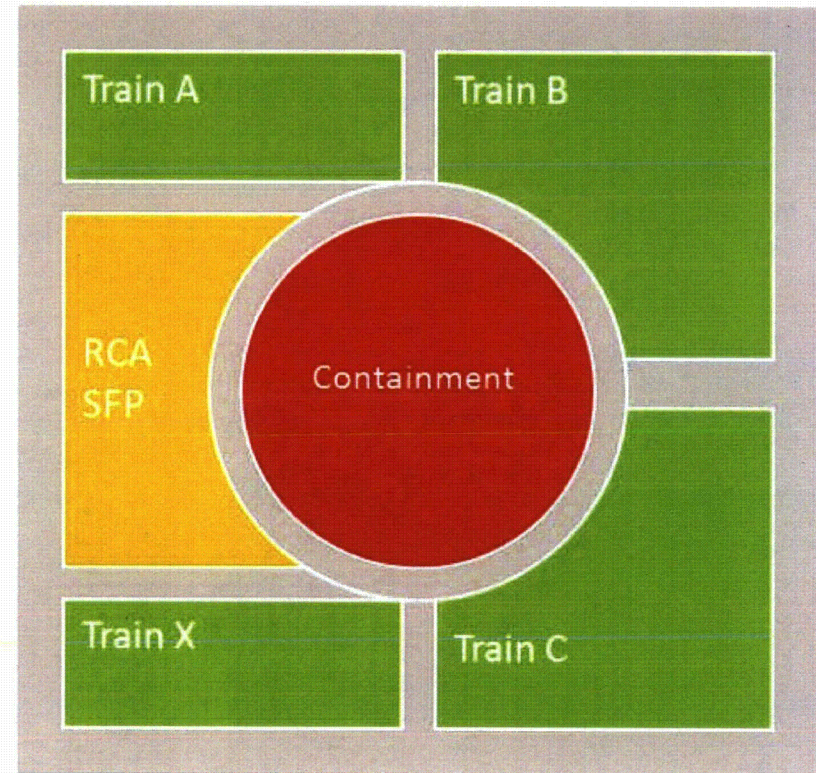 Train A
Train B
RCA
SFP
Containment
Train X
Train C